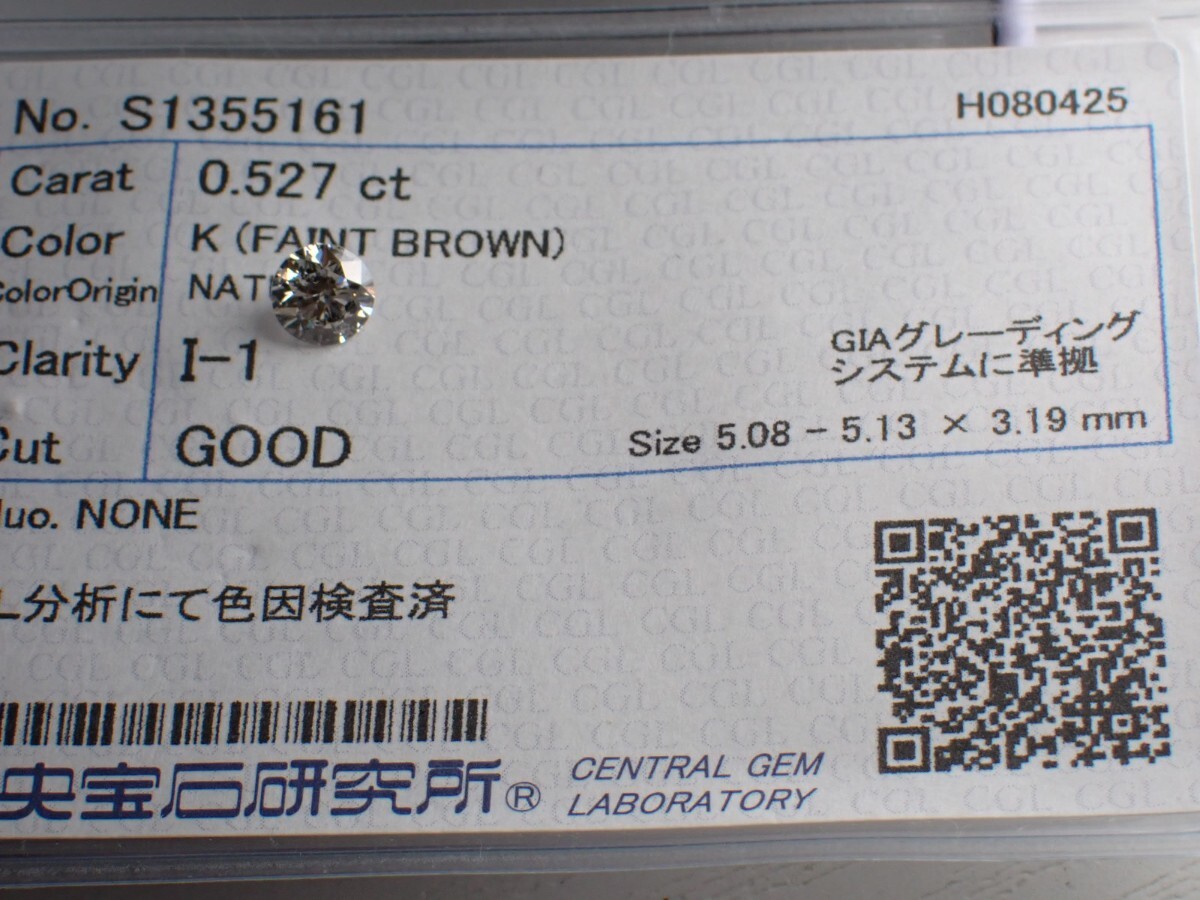 No. S1355161 H080425
Carat 0.527 ct
Color K (FAINT BROWN)
ColorOrigin NAT
Clarity I-1
GIAグレーディング
システムに準拠
Cut GOOD Size 5.08 - 5.13 × 3.19 mm
luo. NONE
L分析にて色因検査済
央宝石研究所® CENTRAL GEM
LABORATORY